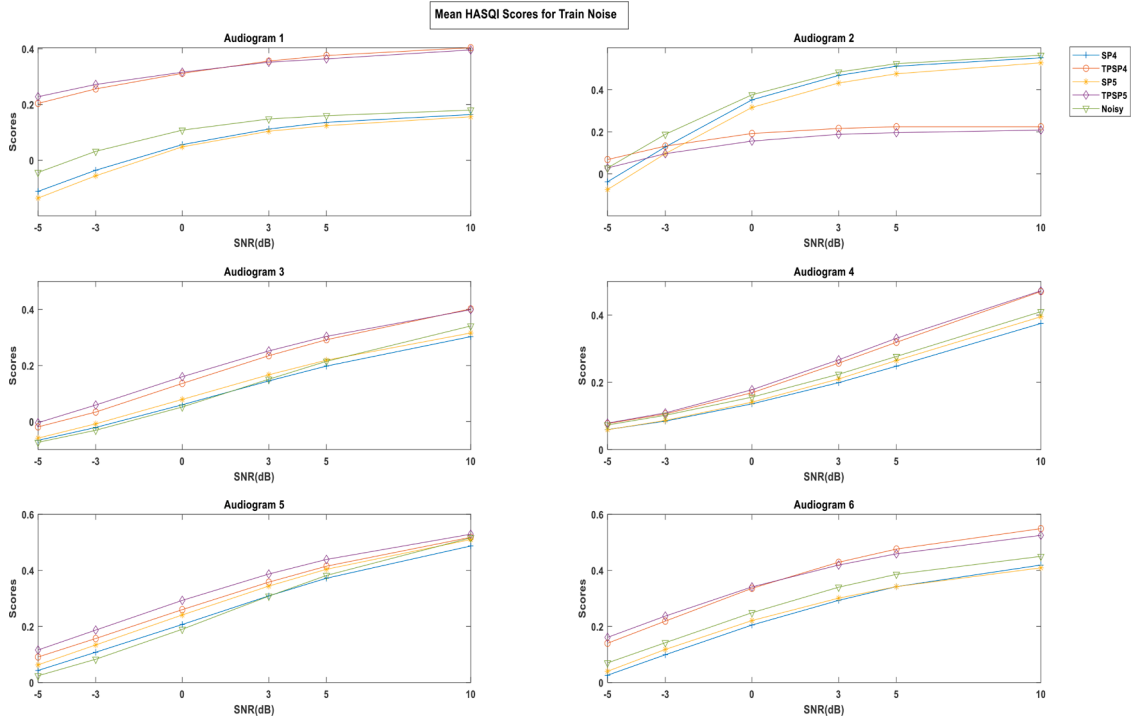 Mean HASQI Scores for Train Noise
Audiogram 1
0.4
0.2
0
Scores
-5 -3 0 3 5 10
SNR(dB)
Audiogram 2
0.4
0.2
0
Scores
-5 -3 0 3 5 10
SNR(dB)
SP4
TPSP4
SP5
TPSP5
Noisy
Audiogram 3
0.4
0.2
0
Scores
-5 -3 0 3 5 10
SNR(dB)
Audiogram 4
0.4
0.2
0
Scores
-5 -3 0 3 5 10
SNR(dB)
Audiogram 5
0.6
0.4
0.2
0
Scores
-5 -3 0 3 5 10
SNR(dB)
Audiogram 6
0.6
0.4
0.2
0
Scores
-5 -3 0 3 5 10
SNR(dB)